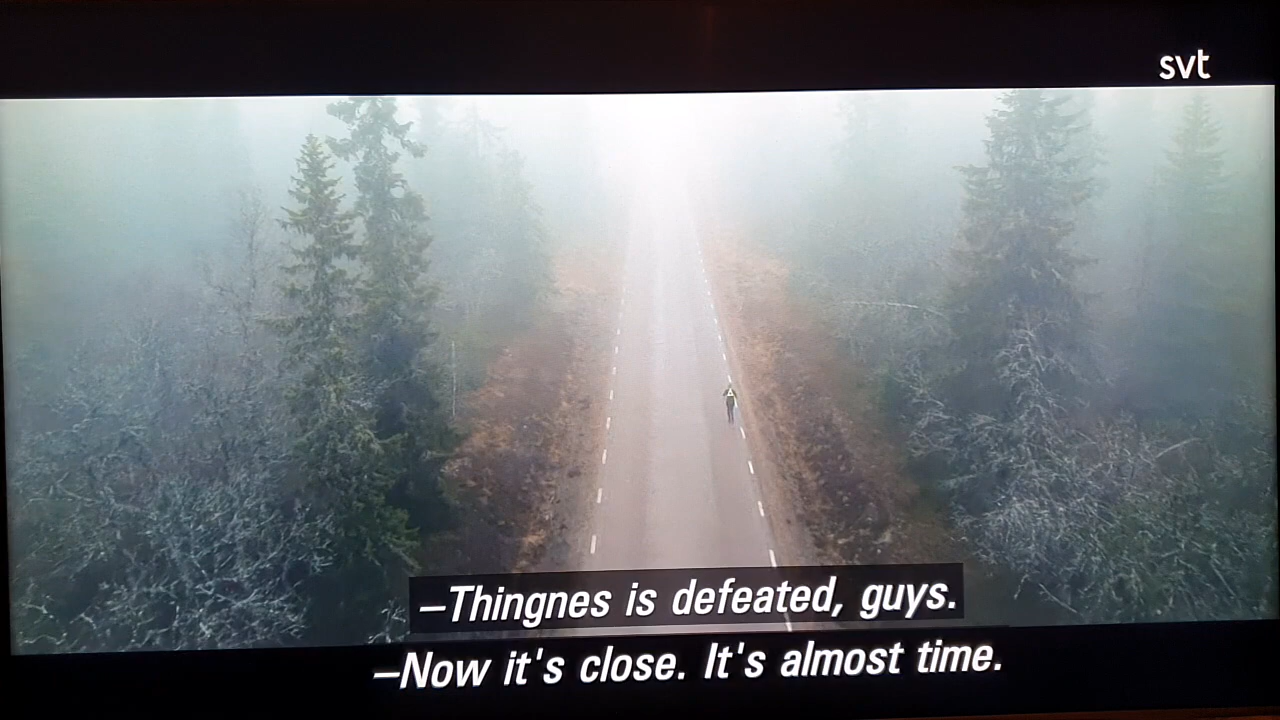 svt
–Thingnes is defeated, guys.
–Now it's close. It's almost time.